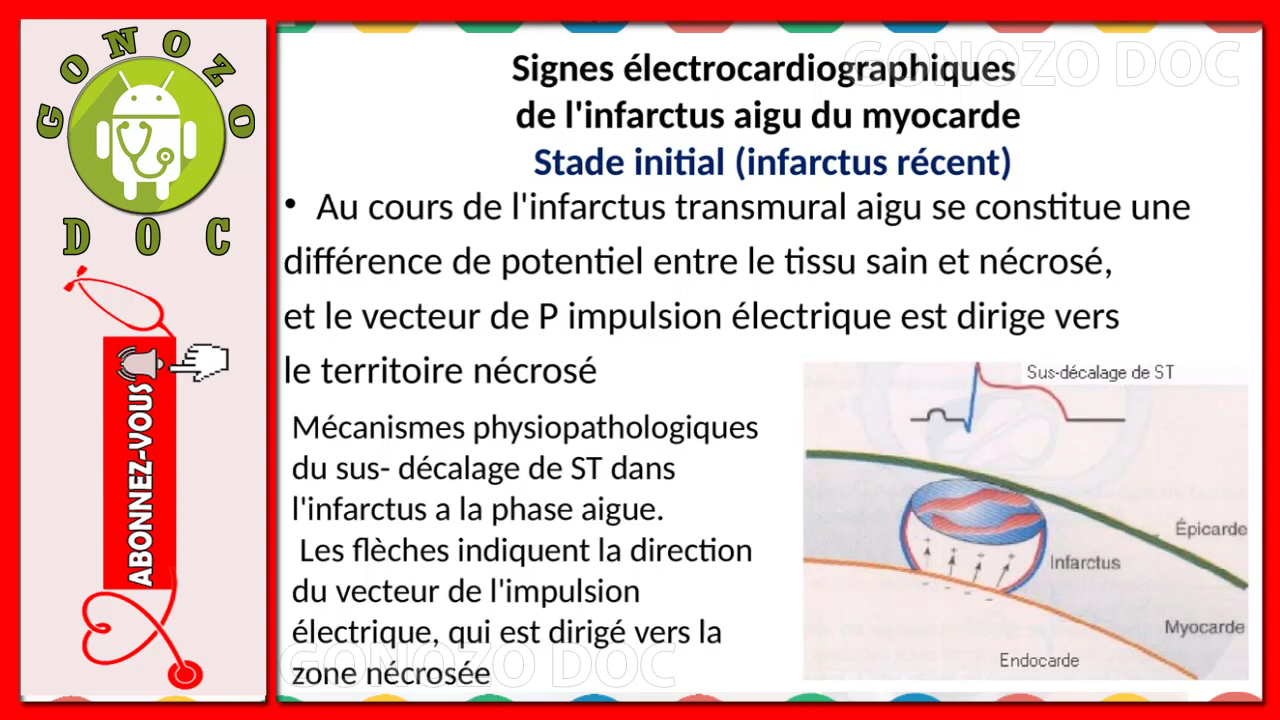 GONOZO
DOC
ABONNEZ-VOUS
GONOZO DOC
Signes électrocardiographiques
de l'infarctus aigu du myocarde
Stade initial (infarctus récent)
• Au cours de l'infarctus transmural aigu se constitue une
différence de potentiel entre le tissu sain et nécrosé,
et le vecteur de P impulsion électrique est dirige vers
le territoire nécrosé
Mécanismes physiopathologiques
du sus- décalage de ST dans
l'infarctus a la phase aigue.
Les flèches indiquent la direction
du vecteur de l'impulsion
électrique, qui est dirigé vers la
zone nécrosée
Sus-décalage de ST
Épicarde
Infarctus
Myocarde
Endocarde
GONOZO DOC